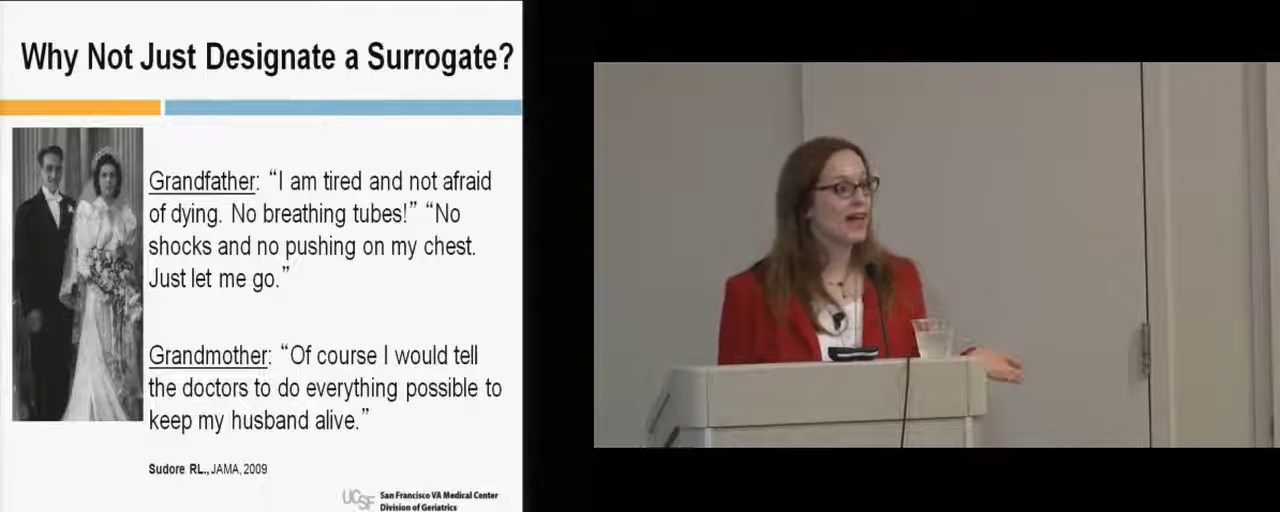 Why Not Just Designate a Surrogate?
Grandfather: “I am tired and not afraid
of dying. No breathing tubes!” “No
shocks and no pushing on my chest.
Just let me go.”
Grandmother: “Of course I would tell
the doctors to do everything possible to
keep my husband alive.”
Sudore RL., JAMA, 2009
UCSF
San Francisco VA Medical Center
Division of Geriatrics